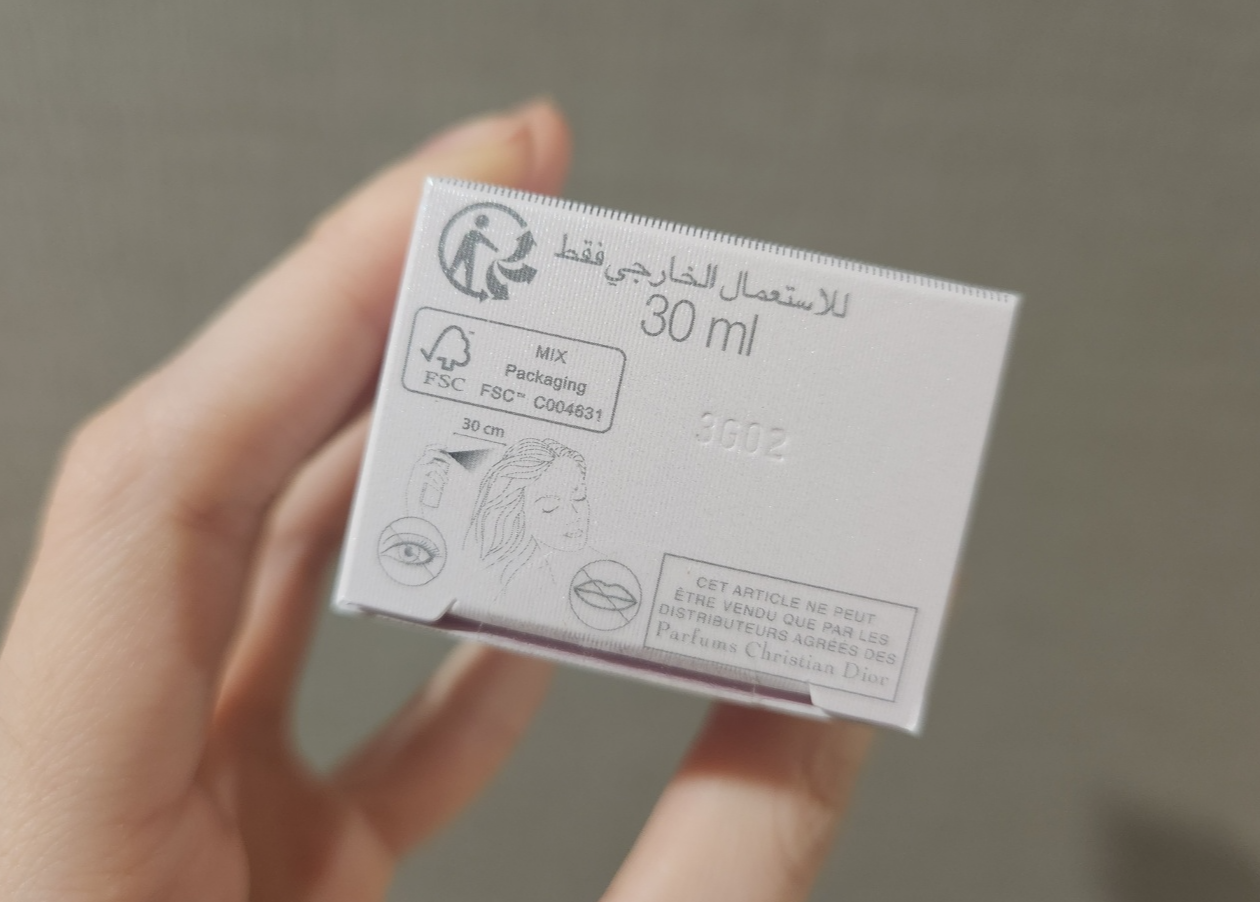 للاستعمال الخارجي فقط
30 ml
FSC™
MIX
Packaging
FSC™ C004631
30 cm
3G02
CET ARTICLE NE PEUT
ÊTRE VENDU QUE PAR LES
DISTRIBUTEURS AGRÉÉS DES
Parfums Christian Dior